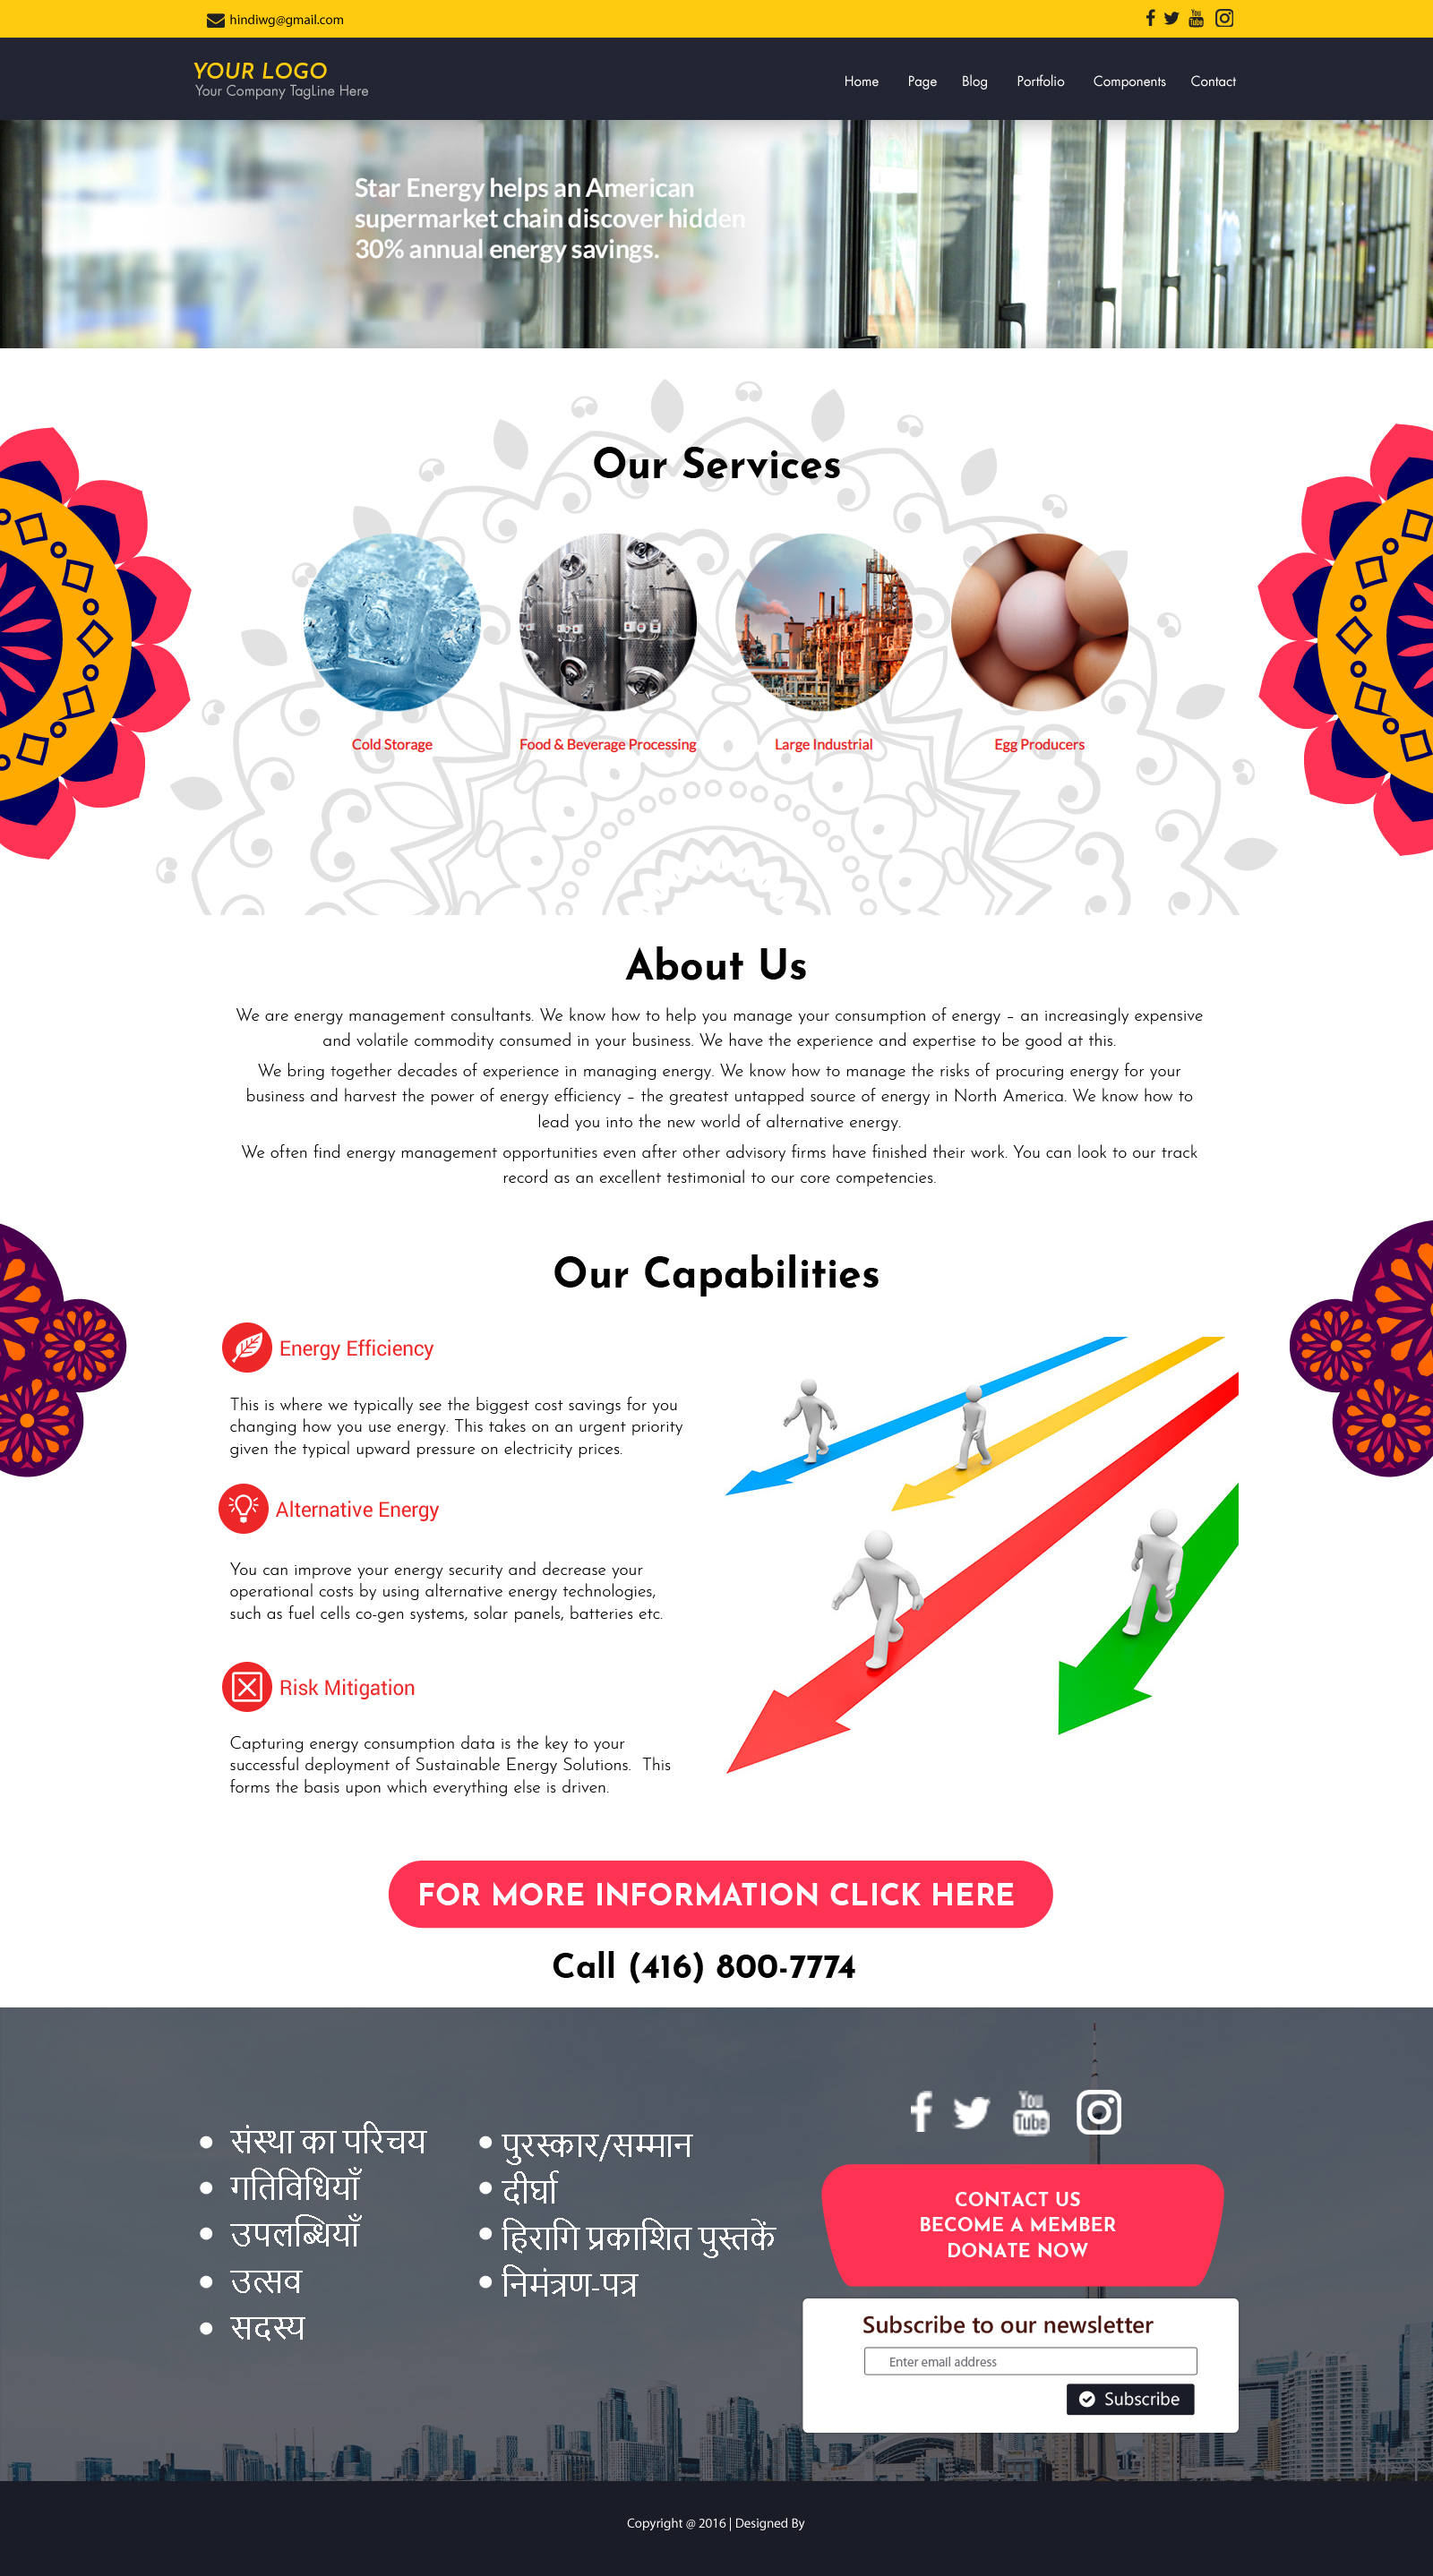 hindiwg@gmail.com
YOUR LOGO
Your Company TagLine Here
Home Page Blog Portfolio Components Contact
Star Energy helps an American
supermarket chain discover hidden
30% annual energy savings.
Our Services
Cold Storage
Food & Beverage Processing
Large Industrial
Egg Producers
About Us
We are energy management consultants. We know how to help you manage your consumption of energy – an increasingly expensive
and volatile commodity consumed in your business. We have the experience and expertise to be good at this.
We bring together decades of experience in managing energy. We know how to manage the risks of procuring energy for your
business and harvest the power of energy efficiency – the greatest untapped source of energy in North America. We know how to
lead you into the new world of alternative energy.
We often find energy management opportunities even after other advisory firms have finished their work. You can look to our track
record as an excellent testimonial to our core competencies.
Our Capabilities
Energy Efficiency
This is where we typically see the biggest cost savings for you
changing how you use energy. This takes on an urgent priority
given the typical upward pressure on electricity prices.
Alternative Energy
You can improve your energy security and decrease your
operational costs by using alternative energy technologies,
such as fuel cells co-gen systems, solar panels, batteries etc.
Risk Mitigation
Capturing energy consumption data is the key to your
successful deployment of Sustainable Energy Solutions. This
forms the basis upon which everything else is driven.
FOR MORE INFORMATION CLICK HERE
Call (416) 800-7774
संस्था का परिचय
गतिविधियाँ
उपलब्धियाँ
उत्सव
सदस्य
पुरस्कार/सम्मान
दीर्घा
हिरागि प्रकाशित पुस्तकें
निमंत्रण-पत्र
You
Tube
CONTACT US
BECOME A MEMBER
DONATE NOW
Subscribe to our newsletter
Enter email address
Subscribe
Copyright @ 2016 | Designed By